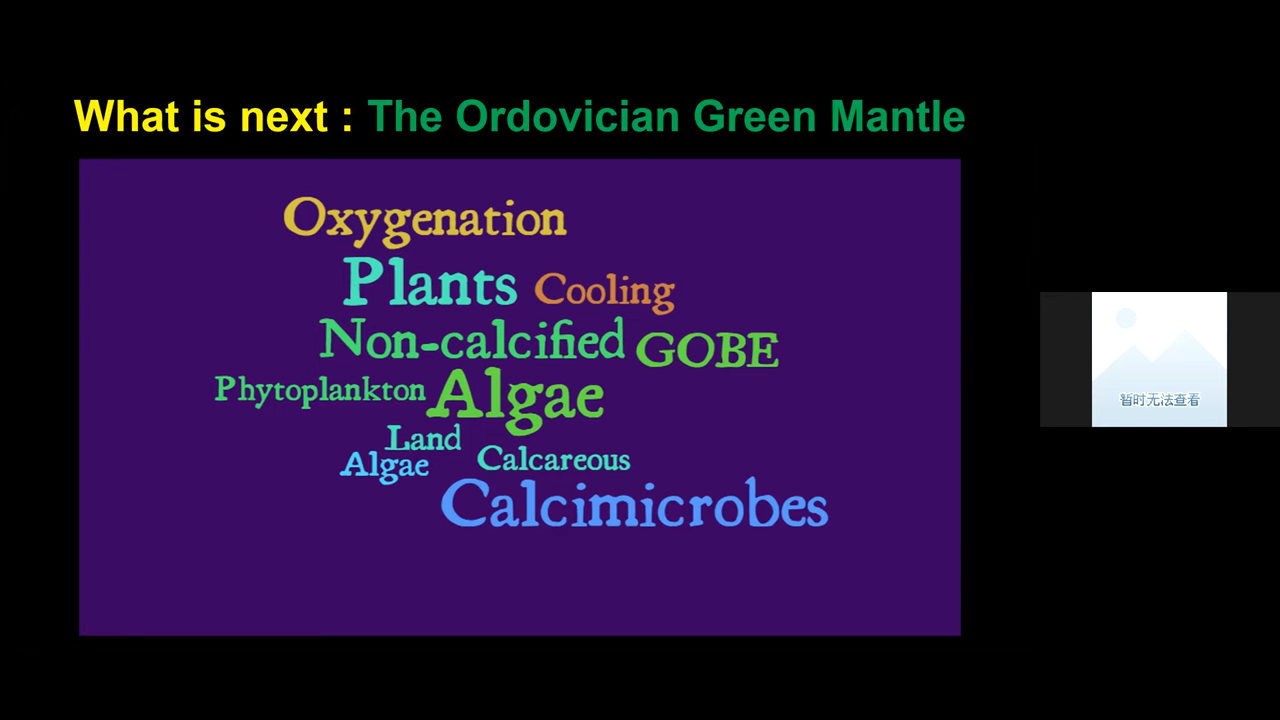 What is next : The Ordovician Green Mantle
Oxygenation
Plants Cooling
Non-calcified GOBE
Phytoplankton Algae
Land
Algae Calcareous
Calcimicrobes
暂时无法查看